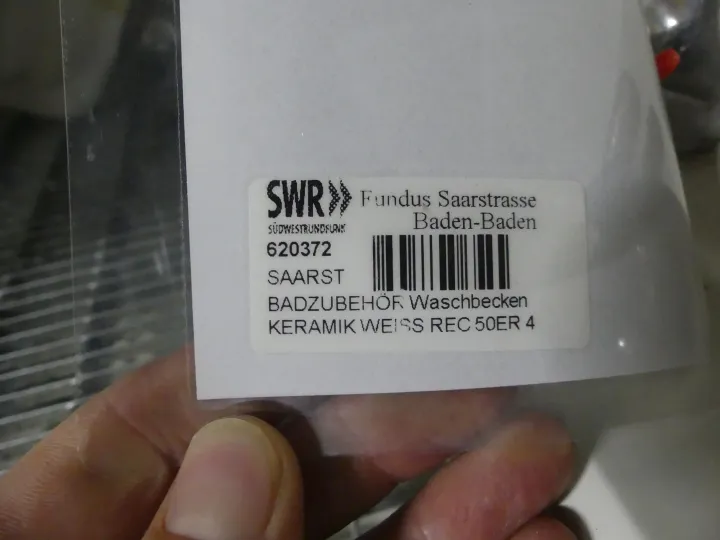 SWR Fundus Saarstrasse
SÜDWESTRUNDFUNK Baden-Baden
620372
SAARST
BADZUBEHÖR Waschbecken
KERAMIK WEISS REC 50ER 4